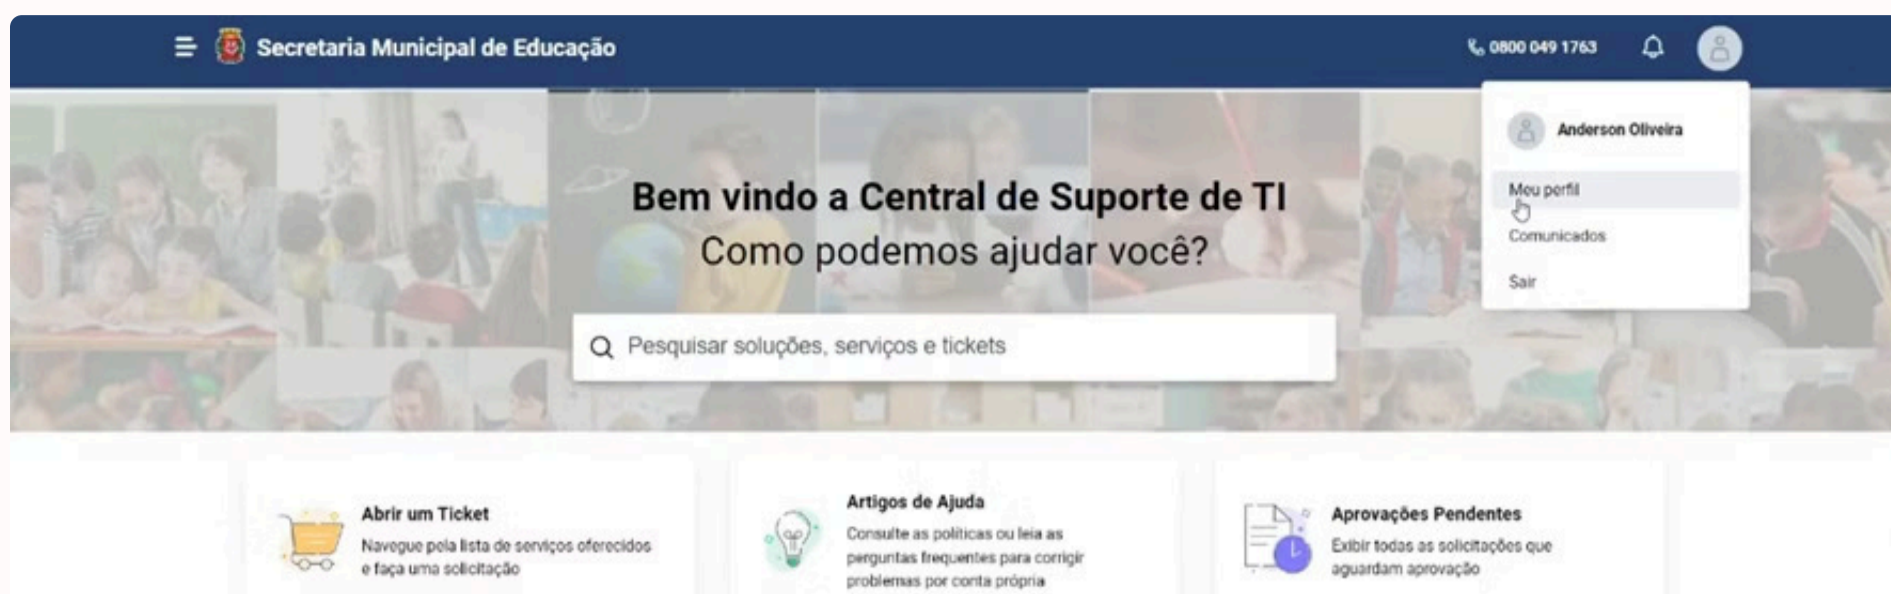 Secretaria Municipal de Educação
0800 049 1763
Anderson Oliveira
Meu perfil
Comunicados
Sair
Bem vindo a Central de Suporte de TI
Como podemos ajudar você?
Pesquisar soluções, serviços e tickets
Abrir um Ticket
Navegue pela lista de serviços oferecidos
e faça uma solicitação
Artigos de Ajuda
Consulte as políticas ou leia as
perguntas frequentes para corrigir
problemas por conta própria
Aprovações Pendentes
Exibir todas as solicitações que
aguardam aprovação